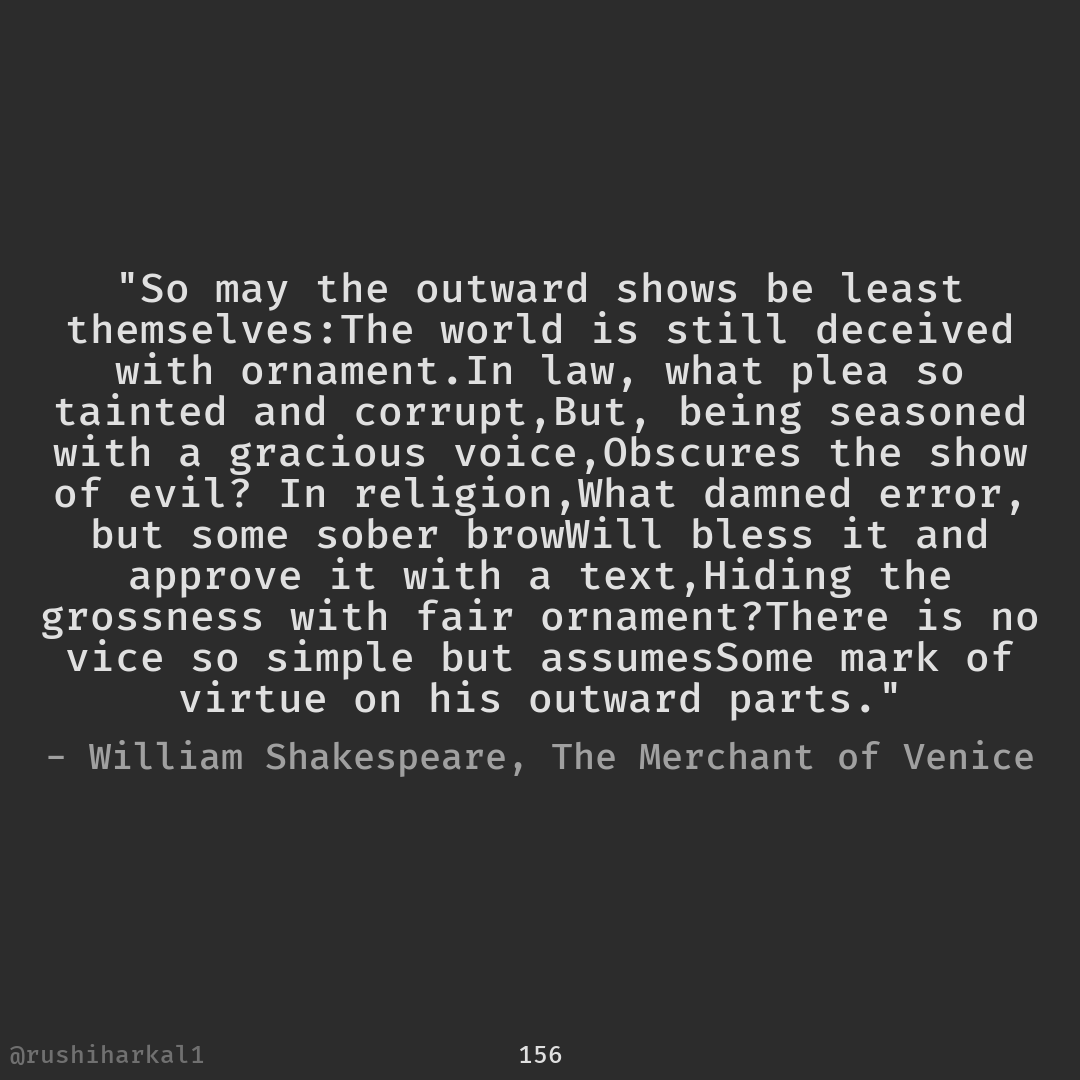 "So may the outward shows be least
themselves:The world is still deceived
with ornament.In law, what plea so
tainted and corrupt,But, being seasoned
with a gracious voice,Obscures the show
of evil? In religion,What damned error,
but some sober browWill bless it and
approve it with a text,Hiding the
grossness with fair ornament?There is no
vice so simple but assumesSome mark of
virtue on his outward parts."
- William Shakespeare, The Merchant of Venice
@rushiharkal1
156